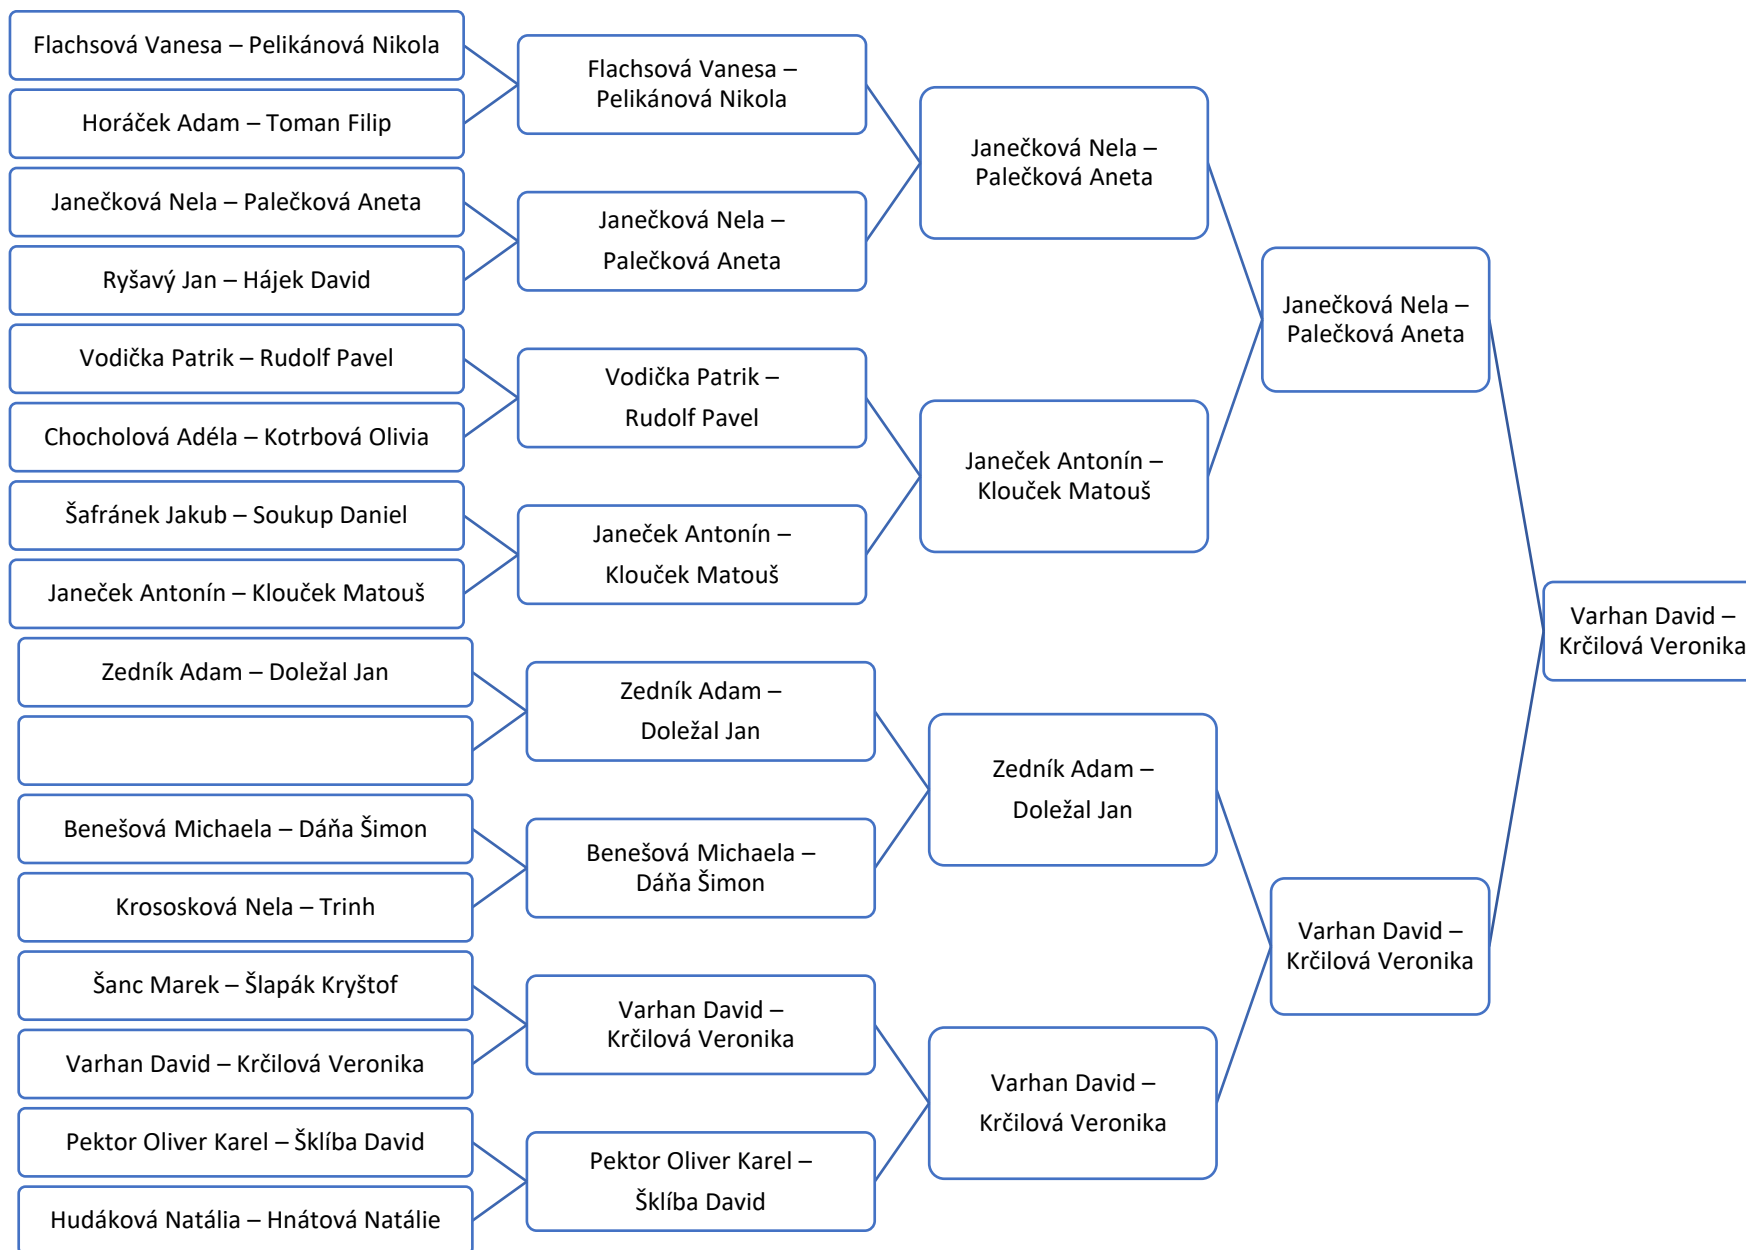 Flachsová Vanesa – Pelikánová Nikola
Horáček Adam – Toman Filip
Janečková Nela – Palečková Aneta
Ryšavý Jan – Hájek David
Vodička Patrik – Rudolf Pavel
Chocholová Adéla – Kotrbová Olivia
Šafránek Jakub – Soukup Daniel
Janeček Antonín – Klouček Matouš
Zedník Adam – Doležal Jan
Benešová Michaela – Dáňa Šimon
Krososková Nela – Trinh
Šanc Marek – Šlapák Kryštof
Varhan David – Krčilová Veronika
Pektor Oliver Karel – Šklíba David
Hudáková Natália – Hnátová Natálie
Flachsová Vanesa –
Pelikánová Nikola
Janečková Nela –
Palečková Aneta
Vodička Patrik –
Rudolf Pavel
Janeček Antonín –
Klouček Matouš
Zedník Adam –
Doležal Jan
Benešová Michaela –
Dáňa Šimon
Varhan David –
Krčilová Veronika
Pektor Oliver Karel –
Šklíba David
Janečková Nela –
Palečková Aneta
Janeček Antonín –
Klouček Matouš
Zedník Adam –
Doležal Jan
Varhan David –
Krčilová Veronika
Janečková Nela –
Palečková Aneta
Varhan David –
Krčilová Veronika
Varhan David –
Krčilová Veronika